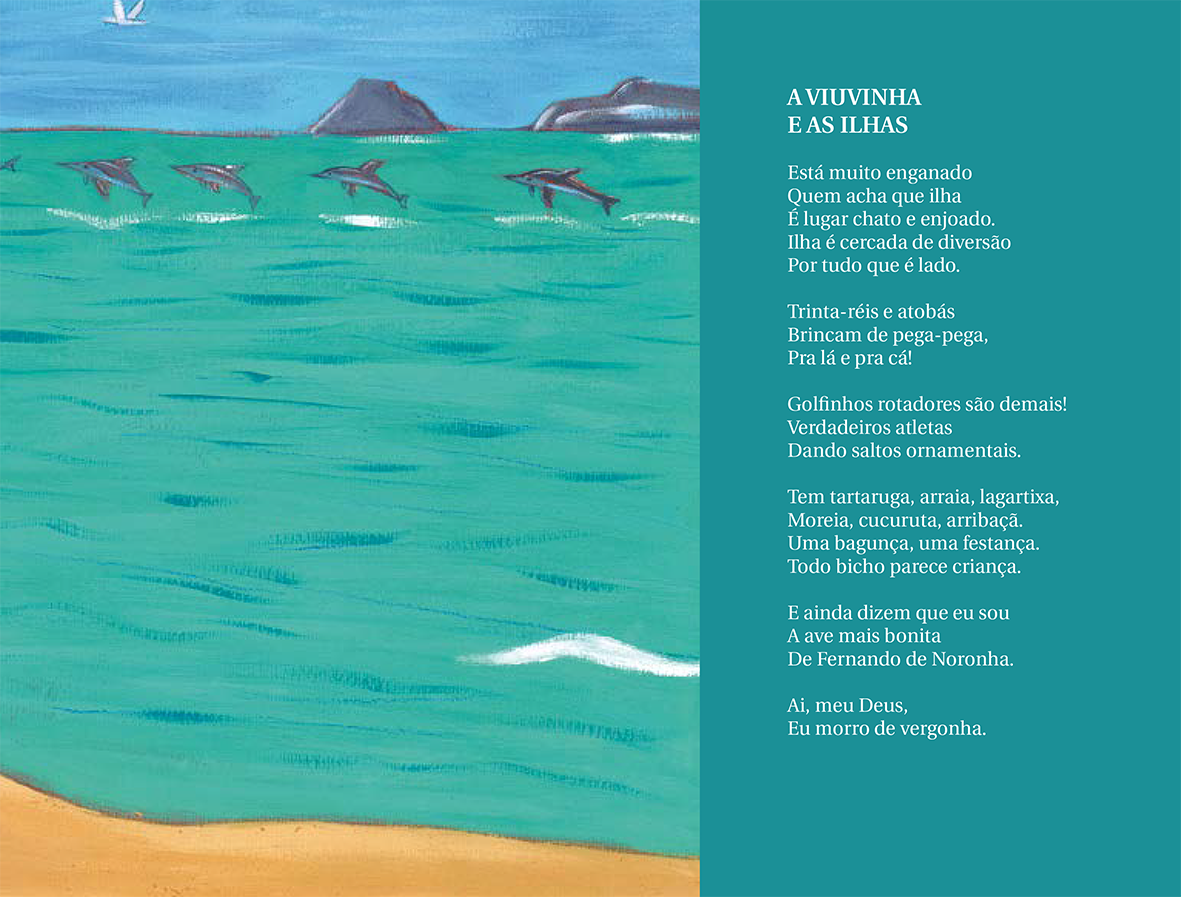 A VIUVINHA
E AS ILHAS
Está muito enganado
Quem acha que ilha
É lugar chato e enjoado.
Ilha é cercada de diversão
Por tudo que é lado.
Trinta-réis e atobás
Brincam de pega-pega,
Pra lá e pra cá!
Golfinhos rotadores são demais!
Verdadeiros atletas
Dando saltos ornamentais.
Tem tartaruga, arraia, lagartixa,
Moreia, cucuruta, arribaçã.
Uma bagunça, uma festança.
Todo bicho parece criança.
E ainda dizem que eu sou
A ave mais bonita
De Fernando de Noronha.
Ai, meu Deus,
Eu morro de vergonha.